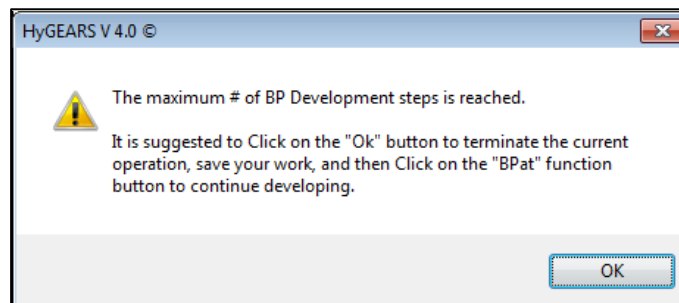 HyGEARS V 4.0 ©
The maximum # of BP Development steps is reached.
It is suggested to Click on the "Ok" button to terminate the current
operation, save your work, and then Click on the "BPat" function
button to continue developing.
OK